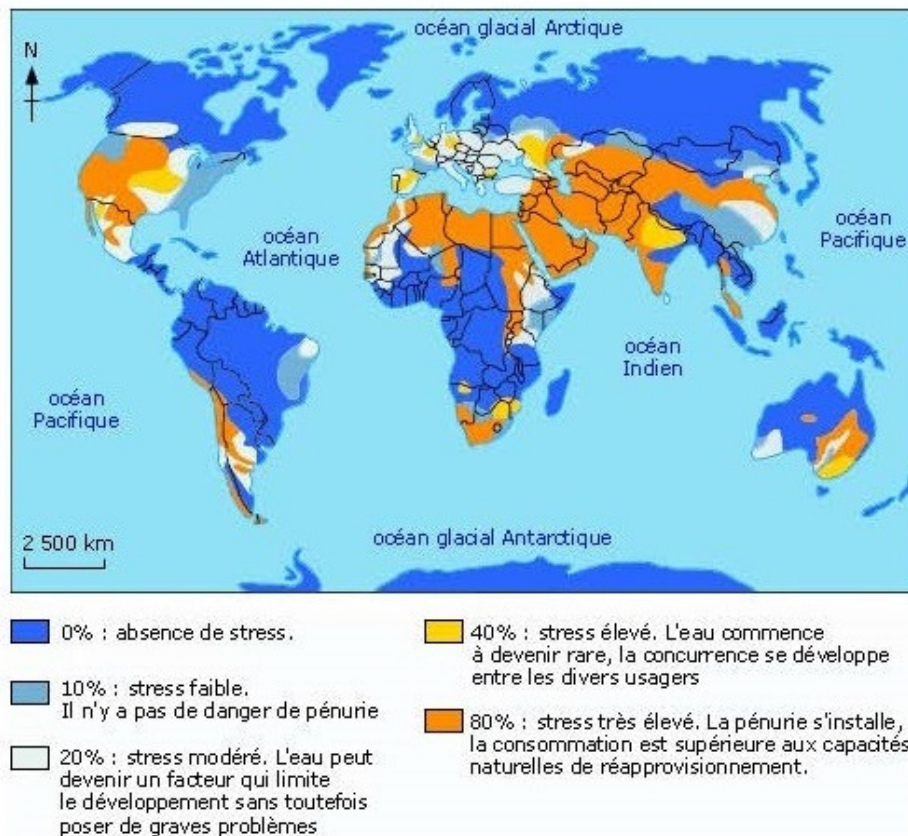 océan glacial Arctique
N
océan
Atlantique
océan
Pacifique
océan
Indien
océan
Pacifique
2 500 km
océan glacial Antarctique
0% : absence de stress.
10% : stress faible.
Il n'y a pas de danger de pénurie
20% : stress modéré. L'eau peut
devenir un facteur qui limite
le développement sans toutefois
poser de graves problèmes
40% : stress élevé. L'eau commence
à devenir rare, la concurrence se développe
entre les divers usagers
80% : stress très élevé. La pénurie s'installe,
la consommation est supérieure aux capacités
naturelles de réapprovisionnement.